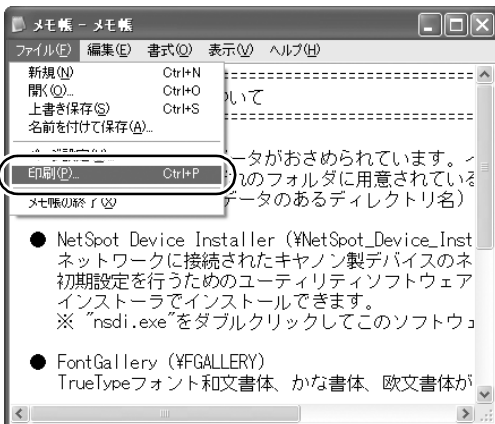 メモ帳 - メモ帳
ファイル(F) 編集(E) 書式(O) 表示(V) ヘルプ(H)
新規(N) Ctrl+N
開く(O)... Ctrl+O
上書き保存(S) Ctrl+S
名前を付けて保存(A)...
印刷(P)... Ctrl+P
メモ帳の終了(X)
ついて
ータがおさめられています。
のフォルダに用意されている
データのあるディレクトリ名)
● NetSpot Device Installer (¥NetSpot_Device_Inst
ネットワークに接続されたキヤノン製デバイスのネ
初期設定を行うためのユーティリティソフトウェア
インストーラでインストールできます。
※ "nsdi.exe"をダブルクリックしてこのソフトウェ
● FontGallery (¥FGALLERY)
TrueTypeフォント和文書体、かな書体、欧文書体が